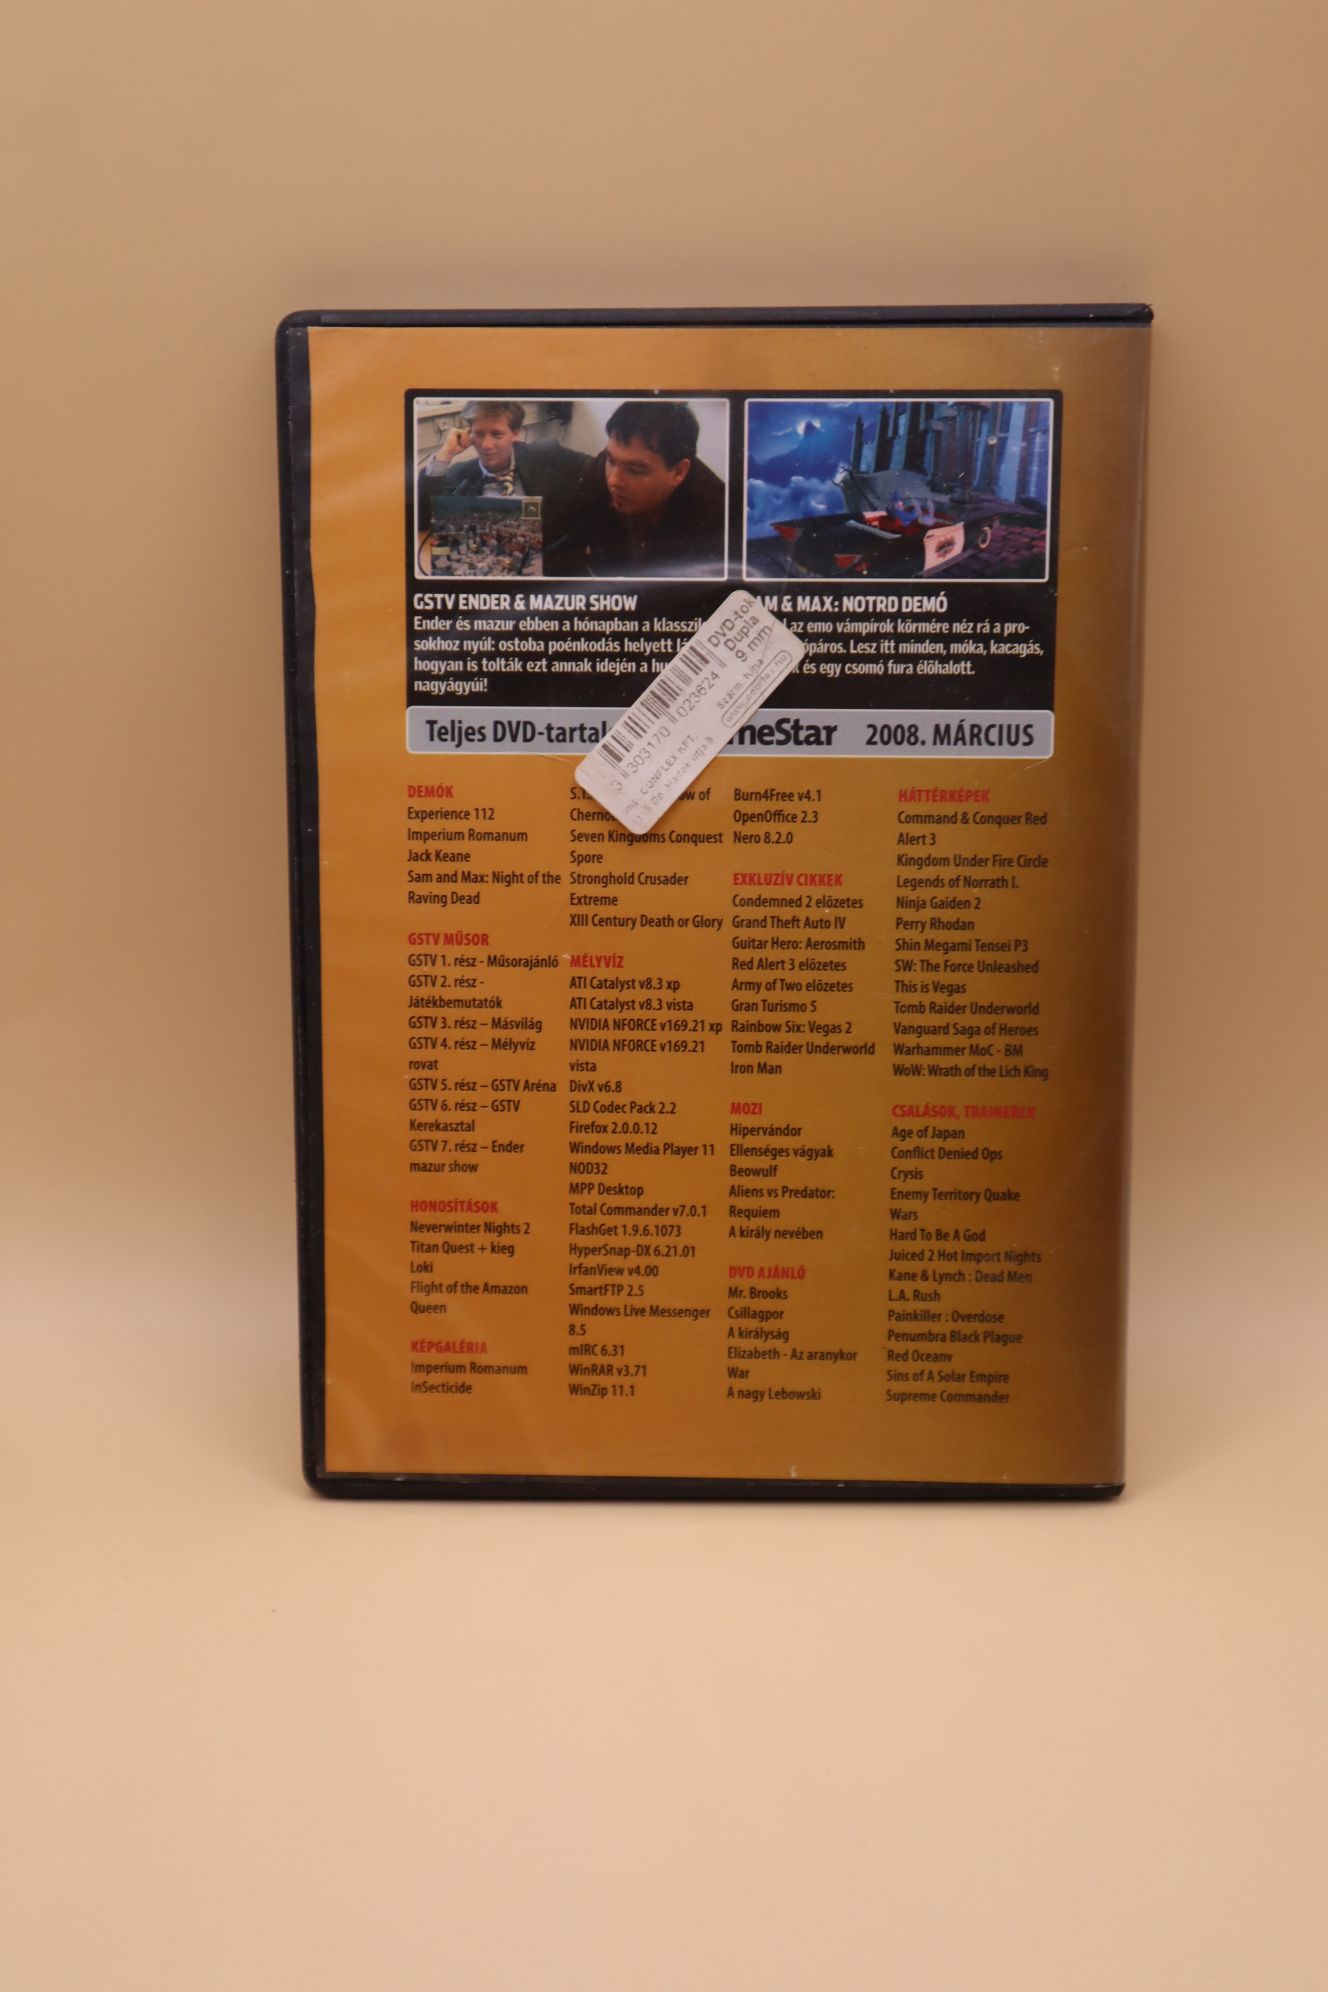 GSTV ENDER & MAZUR SHOW
Ender és mazur ebben a hónapban a
sokhoz nyúl: ostoba poénkodás helyett
hogyan is tolták ezt annak idején a
nagyágyúi!
& MAX: NOTRD DEMÓ
az emo vámpírok körmére néz rá a pro-
Lesz itt minden, móka, kacagás,
és egy csomó fura élőhalott.
DVD-tok
Dupla
9 mm
303170 023624
Szárm. Kína
CONFLEX KFT.
Teljes 2008. MÁRCIUS
DEMÓK
Experience 112
Imperium Romanum
Jack Keane
Sam and Max: Night of the
Raving Dead
GSTV MŰSOR
GSTV 1. rész - Műsorajánló
GSTV 2. rész -
Játékbemutatók
GSTV 3. rész – Másvilág
GSTV 4. rész – Mélyvíz
rovat
GSTV 5. rész – GSTV Aréna
GSTV 6. rész – GSTV
Kerekasztal
GSTV 7. rész – Ender
mazur show
HONOSÍTÁSOK
Neverwinter Nights 2
Titan Quest + kieg
Loki
Flight of the Amazon
Queen
KÉPGALÉRIA
Imperium Romanum
InSecticide
of
Seven Kingdoms Conquest
Spore
Stronghold Crusader
Extreme
XIII Century Death or Glory
MÉLYVÍZ
ATI Catalyst v8.3 xp
ATI Catalyst v8.3 vista
NVIDIA NFORCE v169.21 xp
NVIDIA NFORCE v169.21
vista
DivX v6.8
SLD Codec Pack 2.2
Firefox 2.0.0.12
Windows Media Player 11
NOD32
MPP Desktop
Total Commander v7.0.1
FlashGet 1.9.6.1073
HyperSnap-DX 6.21.01
IrfanView v4.00
SmartFTP 2.5
Windows Live Messenger
8.5
mIRC 6.31
WinRAR v3.71
WinZip 11.1
Burn4Free v4.1
OpenOffice 2.3
Nero 8.2.0
EXKLUZÍV CIKKEK
Condemned 2 előzetes
Grand Theft Auto IV
Guitar Hero: Aerosmith
Red Alert 3 előzetes
Army of Two előzetes
Gran Turismo 5
Rainbow Six: Vegas 2
Tomb Raider Underworld
Iron Man
MOZI
Hipervándor
Ellenséges vágyak
Beowulf
Aliens vs Predator:
Requiem
A király nevében
DVD AJÁNLÓ
Mr. Brooks
Csillagpor
A királyság
Elizabeth - Az aranykor
War
A nagy Lebowski
HÁTTÉRKÉPEK
Command & Conquer Red
Alert 3
Kingdom Under Fire Circle
Legends of Norrath I.
Ninja Gaiden 2
Perry Rhodan
Shin Megami Tensei P3
SW: The Force Unleashed
This is Vegas
Tomb Raider Underworld
Vanguard Saga of Heroes
Warhammer MoC - BM
WoW: Wrath of the Lich King
CSALÁSOK, TRAINEREK
Age of Japan
Conflict Denied Ops
Crysis
Enemy Territory Quake
Wars
Hard To Be A God
Juiced 2 Hot Import Nights
Kane & Lynch : Dead Men
L.A. Rush
Painkiller : Overdose
Penumbra Black Plague
Red Oceanv
Sins of A Solar Empire
Supreme Commander